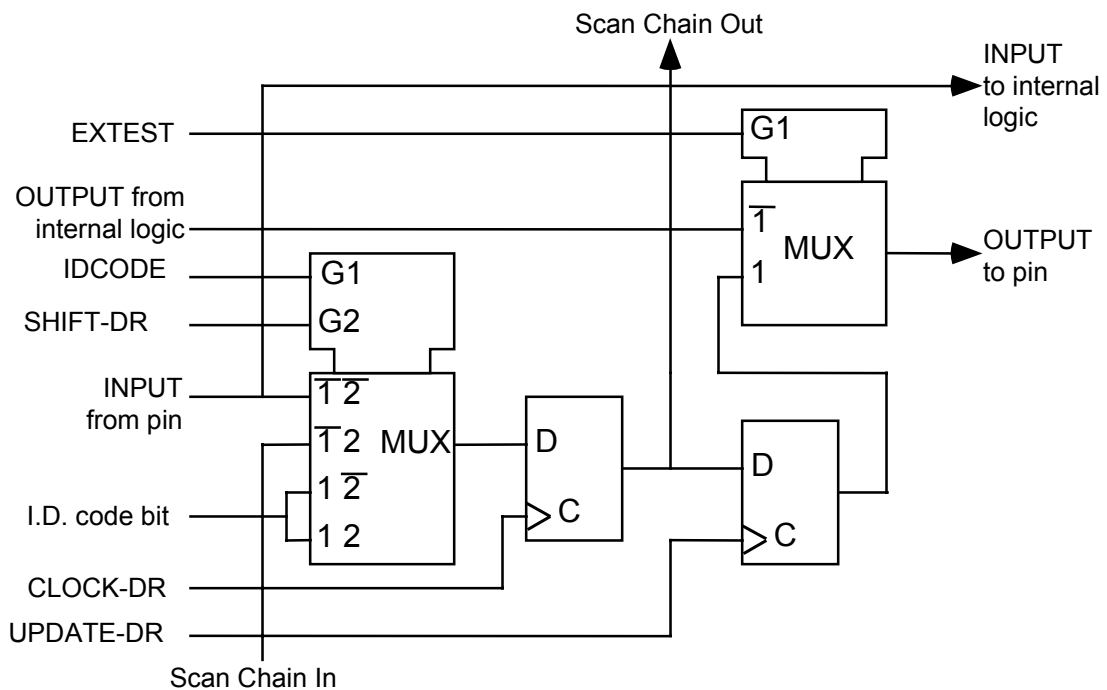 Scan Chain Out
INPUT
to internal
logic
EXTEST
G1
OUTPUT from
internal logic
1
MUX
1
OUTPUT
to pin
IDCODE
G1
SHIFT-DR
G2
INPUT
from pin
1̅ 2̅
1̅ 2
MUX
1 2̅
1 2
D
C
D
C
I.D. code bit
CLOCK-DR
UPDATE-DR
Scan Chain In